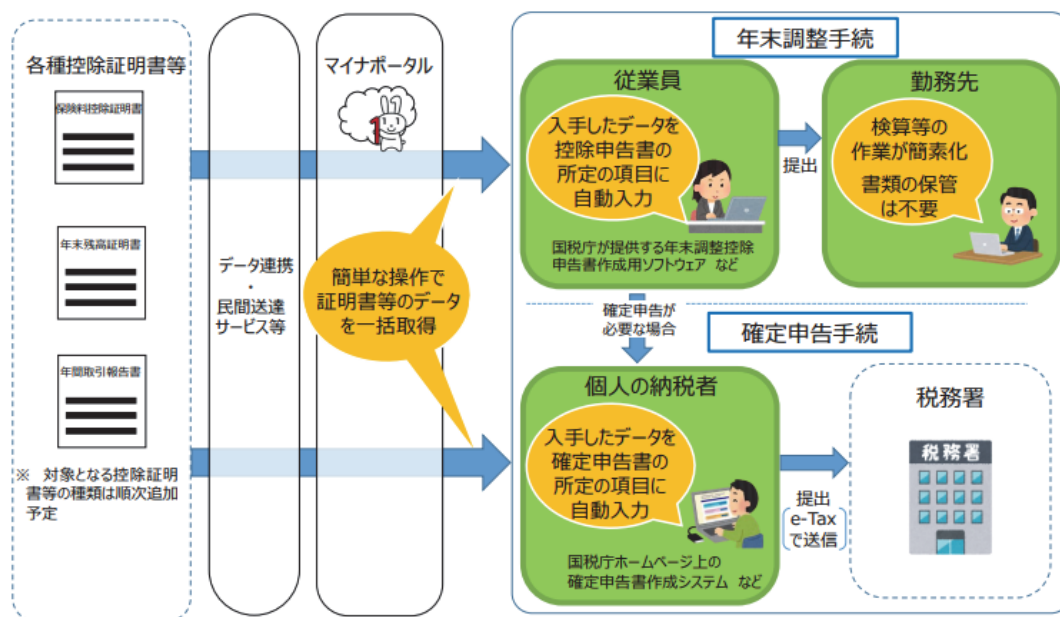 各種控除証明書等
保険料控除証明書
年末残高証明書
年間取引報告書
※ 対象となる控除証明
書等の種類は順次追加
予定
データ連携
・
民間送達
サービス等
マイナポータル
1
簡単な操作で
証明書等のデータ
を一括取得
年末調整手続
従業員
入手したデータを
控除申告書の
所定の項目に
自動入力
国税庁が提供する年末調整控除
申告書作成用ソフトウェア など
提出
勤務先
検算等の
作業が簡素化
書類の保管
は不要
確定申告が
必要な場合
確定申告手続
個人の納税者
入手したデータを
確定申告書の
所定の項目に
自動入力
国税庁ホームページ上の
確定申告書作成システム など
提出
e-Tax
で送信
税務署
税務署